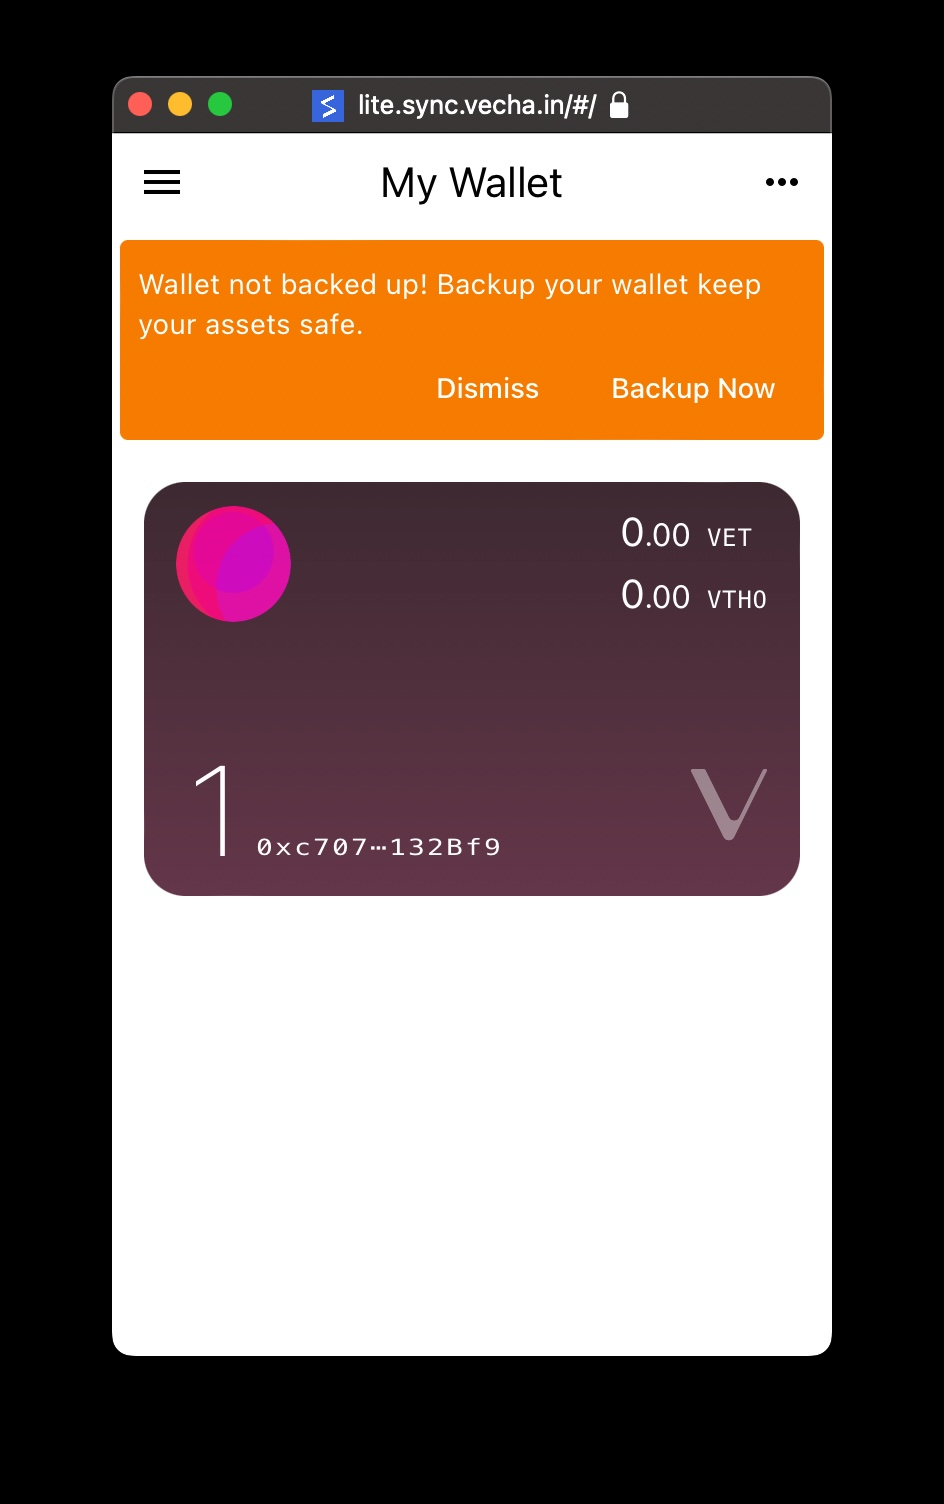 lite.sync.vecha.in/#/
My Wallet
Wallet not backed up! Backup your wallet keep
your assets safe.
Dismiss Backup Now
0.00 VET
0.00 VTHO
1 0xc707⋯132Bf9